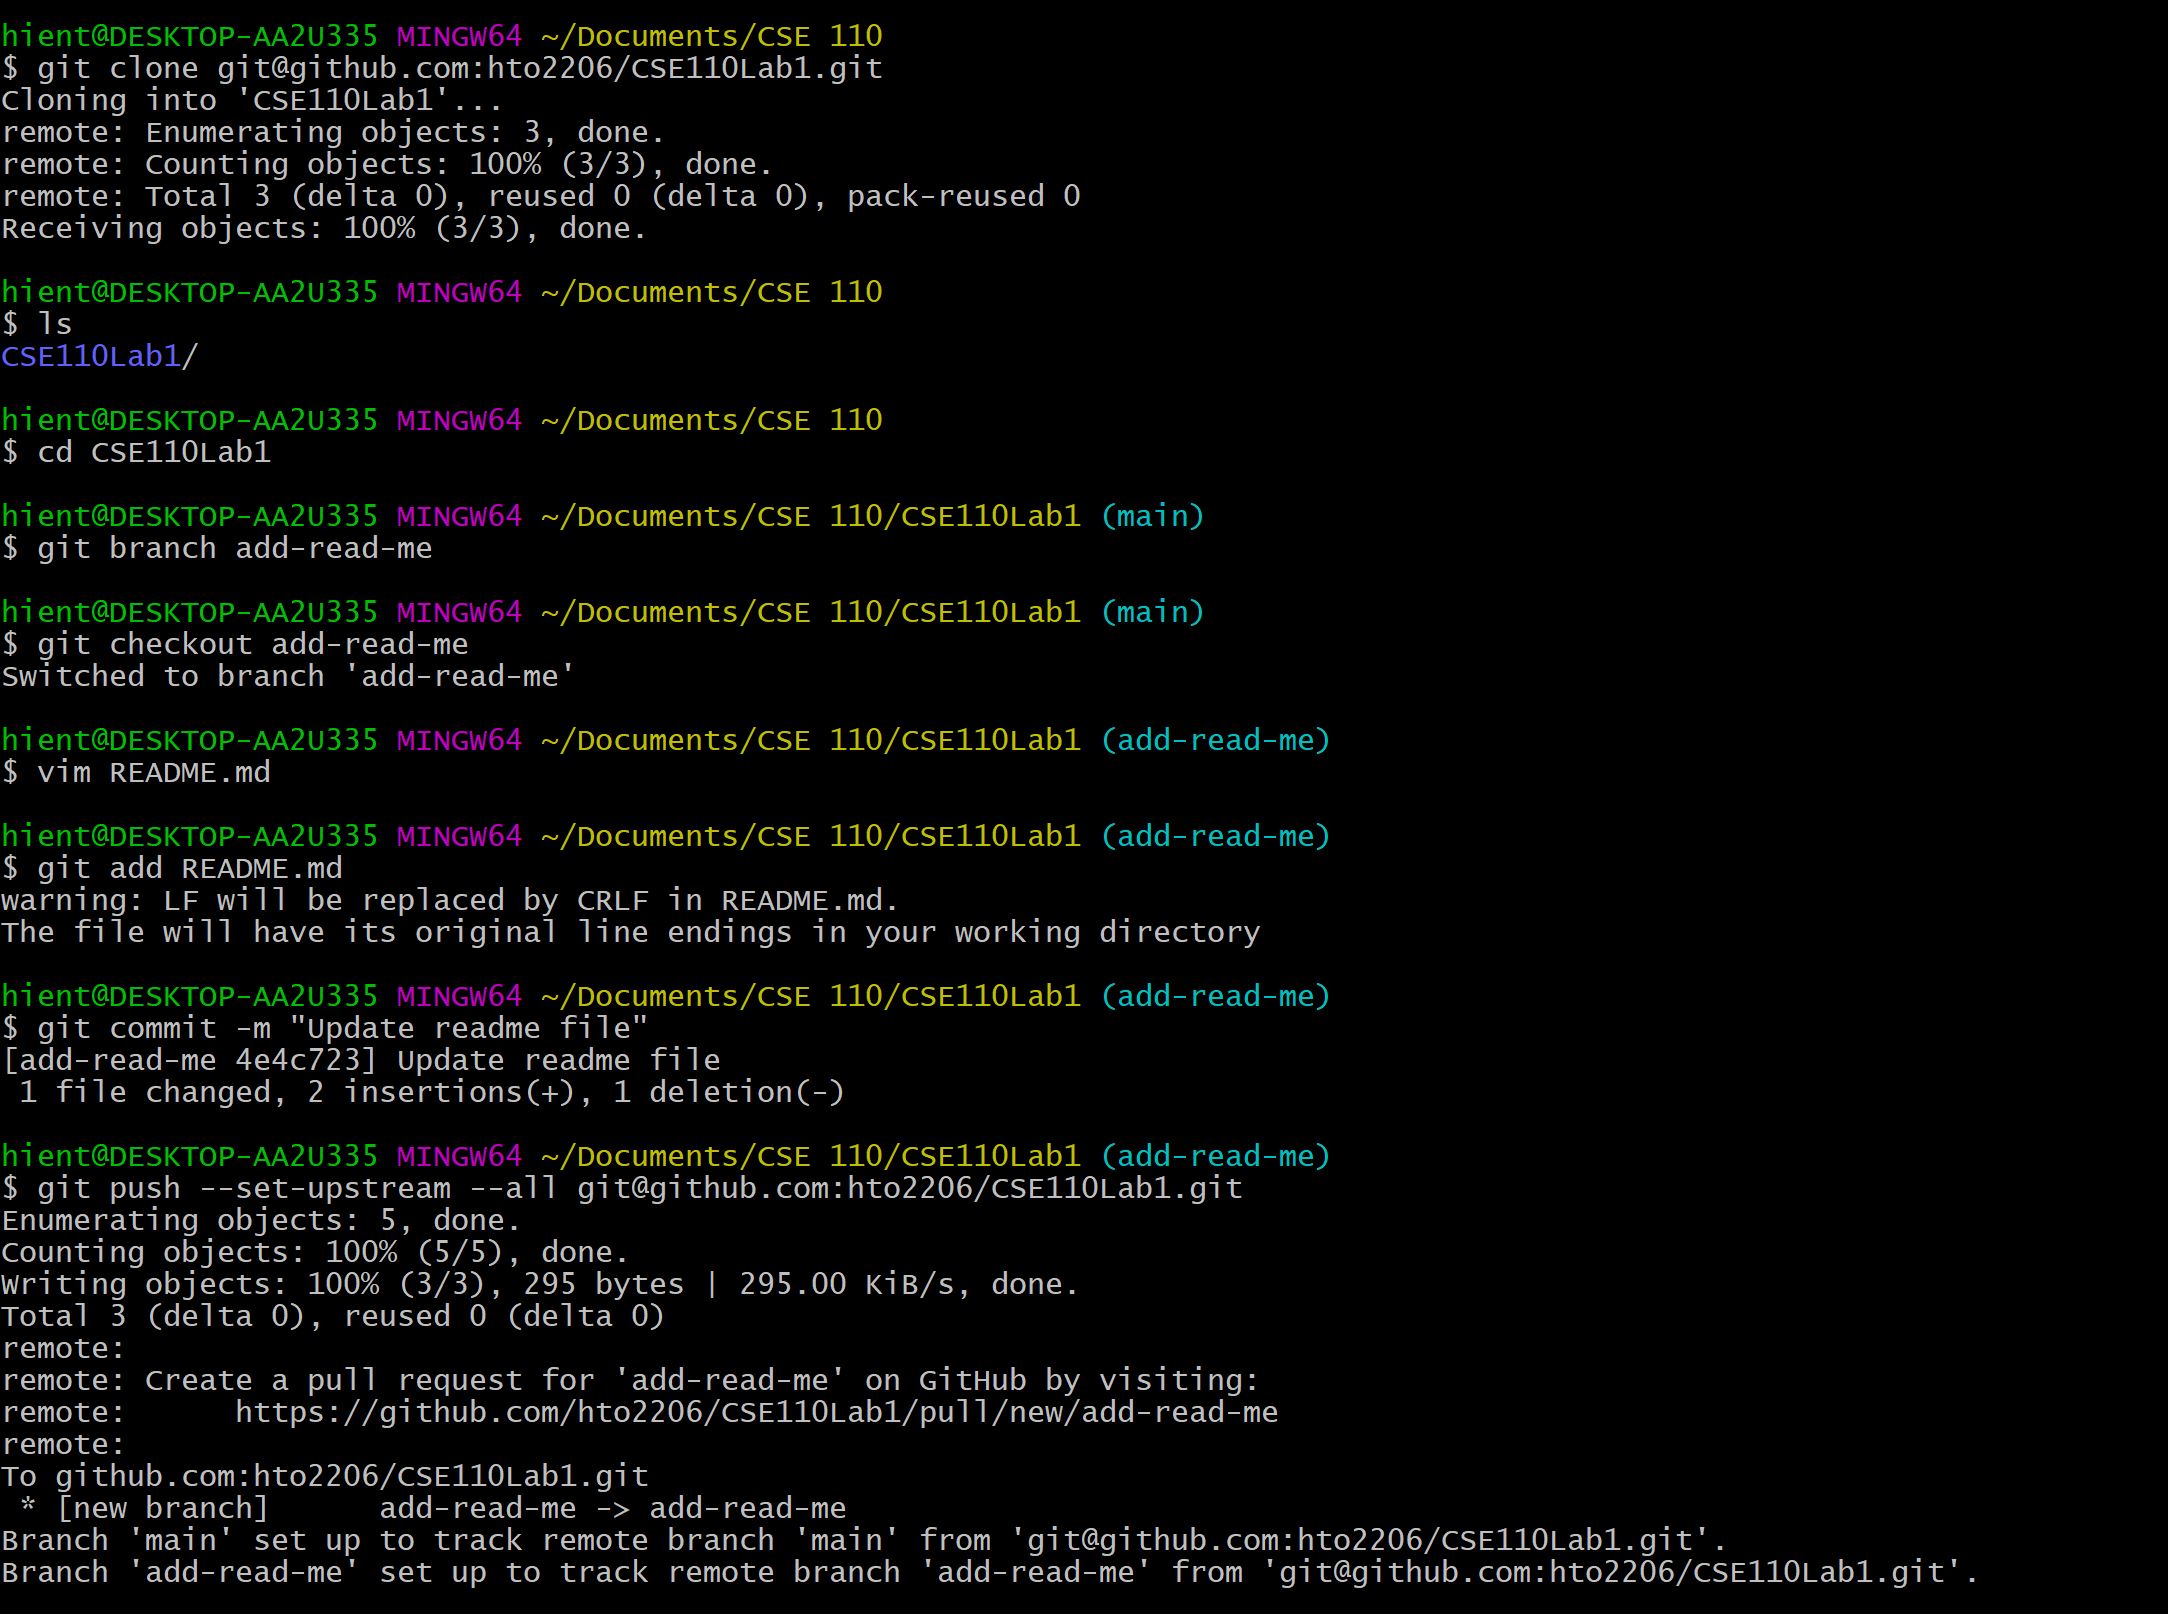 hient@DESKTOP-AA2U335 MINGW64 ~/Documents/CSE 110
$ git clone git@github.com:hto2206/CSE110Lab1.git
Cloning into 'CSE110Lab1'...
remote: Enumerating objects: 3, done.
remote: Counting objects: 100% (3/3), done.
remote: Total 3 (delta 0), reused 0 (delta 0), pack-reused 0
Receiving objects: 100% (3/3), done.

hient@DESKTOP-AA2U335 MINGW64 ~/Documents/CSE 110
$ ls
CSE110Lab1/

hient@DESKTOP-AA2U335 MINGW64 ~/Documents/CSE 110
$ cd CSE110Lab1

hient@DESKTOP-AA2U335 MINGW64 ~/Documents/CSE 110/CSE110Lab1 (main)
$ git branch add-read-me

hient@DESKTOP-AA2U335 MINGW64 ~/Documents/CSE 110/CSE110Lab1 (main)
$ git checkout add-read-me
Switched to branch 'add-read-me'

hient@DESKTOP-AA2U335 MINGW64 ~/Documents/CSE 110/CSE110Lab1 (add-read-me)
$ vim README.md

hient@DESKTOP-AA2U335 MINGW64 ~/Documents/CSE 110/CSE110Lab1 (add-read-me)
$ git add README.md
warning: LF will be replaced by CRLF in README.md.
The file will have its original line endings in your working directory

hient@DESKTOP-AA2U335 MINGW64 ~/Documents/CSE 110/CSE110Lab1 (add-read-me)
$ git commit -m "Update readme file"
[add-read-me 4e4c723] Update readme file
 1 file changed, 2 insertions(+), 1 deletion(-)

hient@DESKTOP-AA2U335 MINGW64 ~/Documents/CSE 110/CSE110Lab1 (add-read-me)
$ git push --set-upstream --all git@github.com:hto2206/CSE110Lab1.git
Enumerating objects: 5, done.
Counting objects: 100% (5/5), done.
Writing objects: 100% (3/3), 295 bytes | 295.00 KiB/s, done.
Total 3 (delta 0), reused 0 (delta 0)
remote:
remote: Create a pull request for 'add-read-me' on GitHub by visiting:
remote:      https://github.com/hto2206/CSE110Lab1/pull/new/add-read-me
remote:
To github.com:hto2206/CSE110Lab1.git
 * [new branch]      add-read-me -> add-read-me
Branch 'main' set up to track remote branch 'main' from 'git@github.com:hto2206/CSE110Lab1.git'.
Branch 'add-read-me' set up to track remote branch 'add-read-me' from 'git@github.com:hto2206/CSE110Lab1.git'.